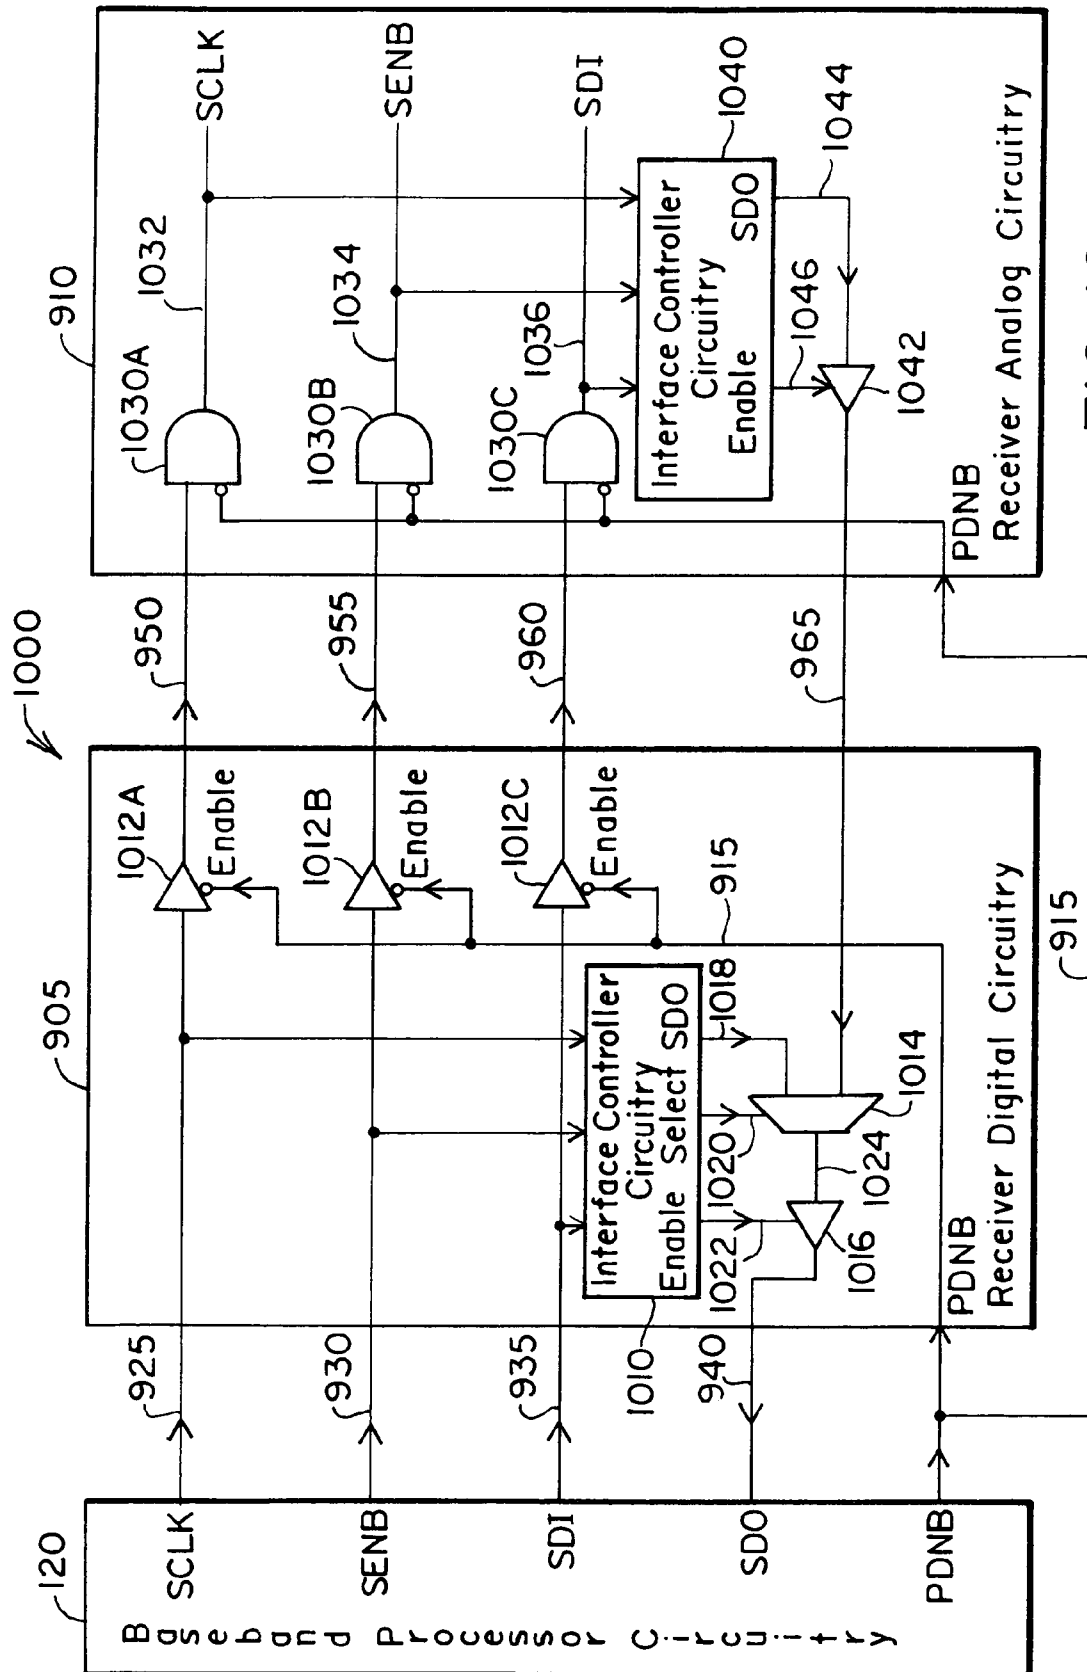 1000
120
Baseband Processor Circuitry
SCLK
SENB
SDI
SDO
PDNB
925
930
935
940
905
1012A
Enable
1012B
Enable
1012C
Enable
915
Interface Controller
Circuitry
Enable Select SDO
1010
1018
1020
1022
1024
1014
1016
PDNB
Receiver Digital Circuitry
915
950
955
960
965
910
1030A
1032
SCLK
1030B
1034
SENB
1030C
1036
SDI
Interface Controller
Circuitry
Enable SDO
1040
1044
1046
1042
PDNB
Receiver Analog Circuitry